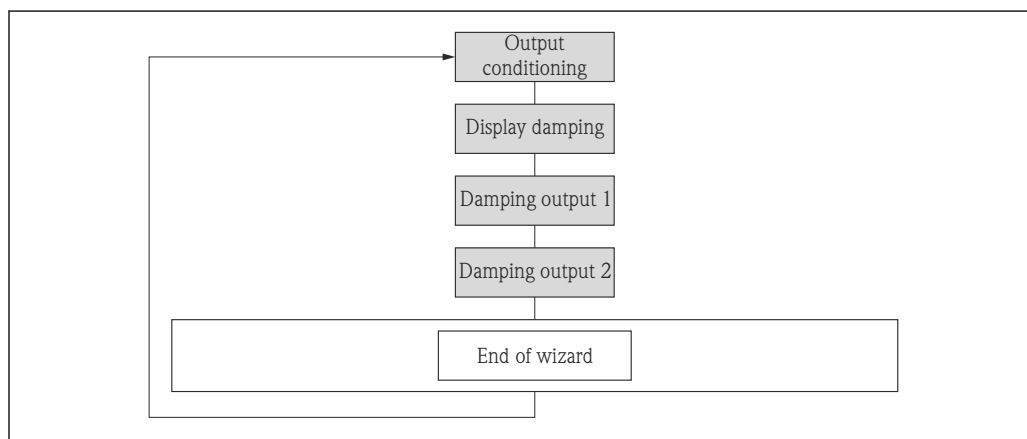 Output
conditioning
Display damping
Damping output 1
Damping output 2
End of wizard